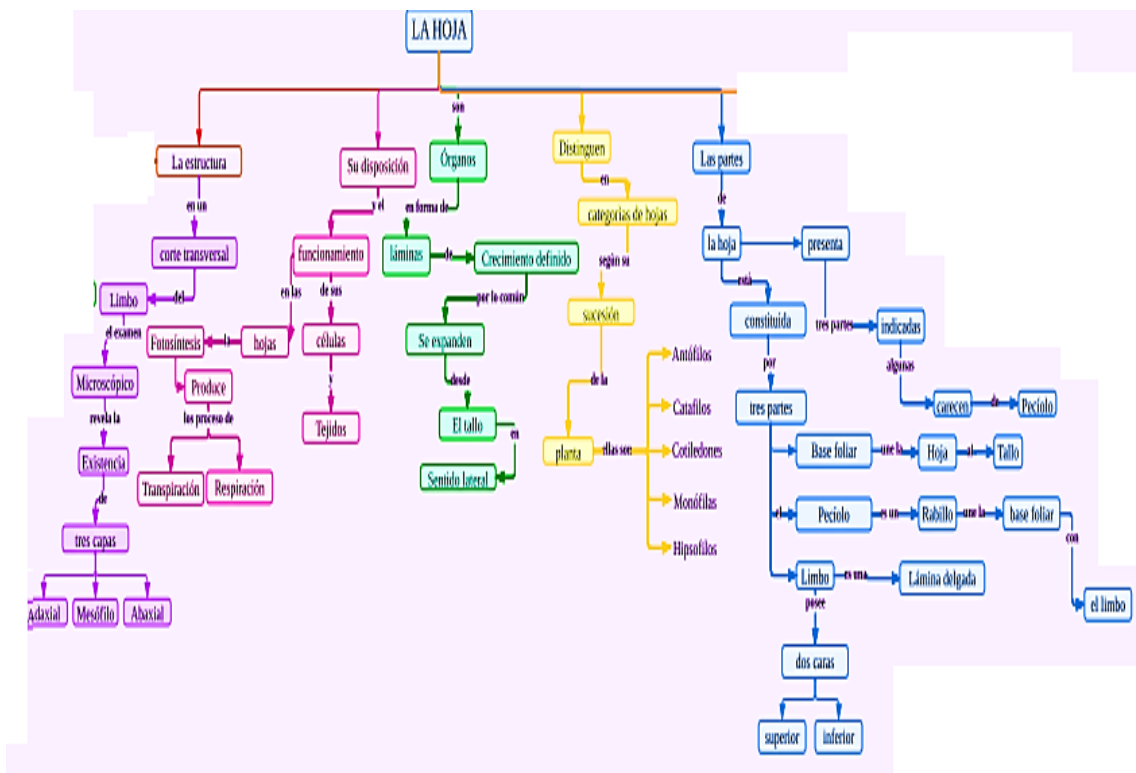 LA HOJA
son
La estructura
en un
corte transversal
del
Limbo
el examen
Microscópico
revela la
Existencia
de
tres capas
Adaxial
Mesófilo
Abaxial
Su disposición
y el
funcionamiento
en las
de sus
hojas
la
Fotosíntesis
Produce
los proceso de
Transpiración
Respiración
células
y
Tejidos
Órganos
en forma de
láminas
de
Crecimiento definido
por lo común
Se expanden
desde
El tallo
en
Sentido lateral
Distinguen
en
categorías de hojas
según su
sucesión
de la
planta
ellas son
Antófilos
Catafilos
Cotiledones
Monófilas
Hipsofilos
Las partes
de
la hoja
presenta
está
tres partes
indicadas
algunas
carecen
de
Pecíolo
constituida
por
tres partes
Base foliar
une la
Hoja
al
Tallo
el
Pecíolo
es un
Rabillo
une la
base foliar
con
el limbo
Limbo
es una
Lámina delgada
posee
dos caras
superior
inferior